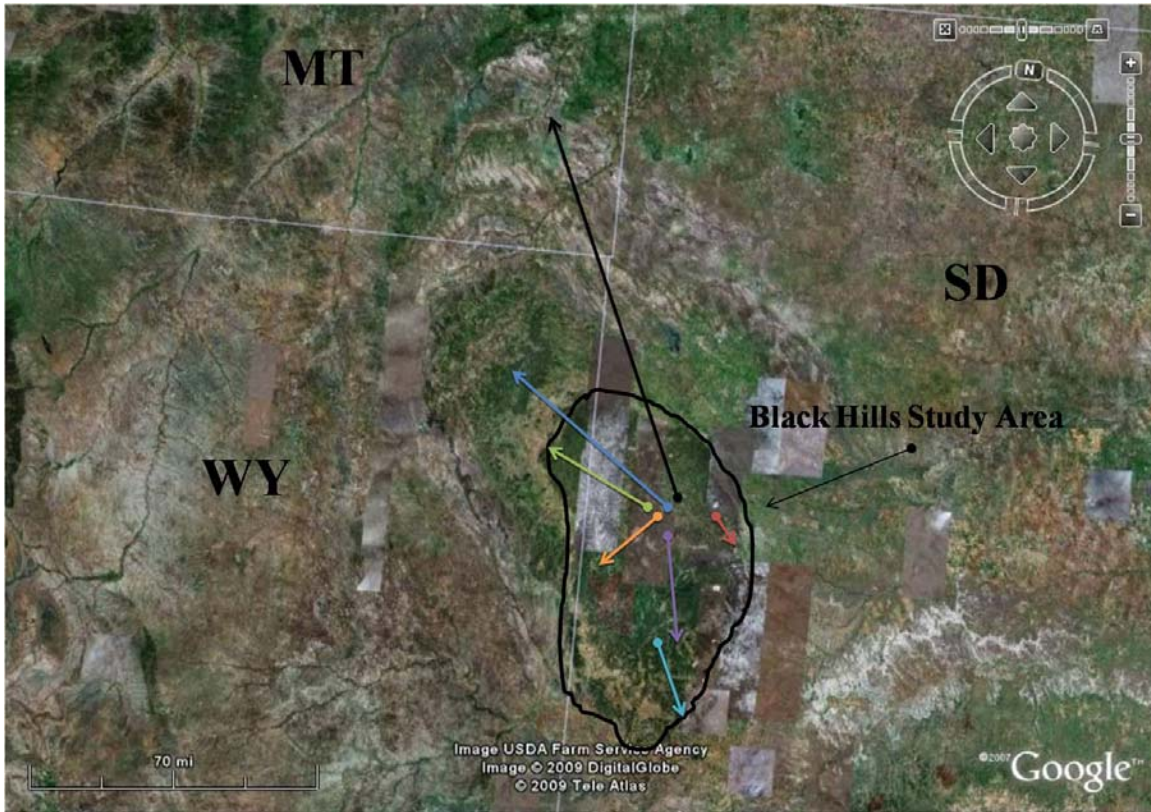 MT
N
SD
Black Hills Study Area
WY
70 mi
Image USDA Farm Service Agency
Image © 2009 DigitalGlobe
© 2009 Tele Atlas
©2007 Google™